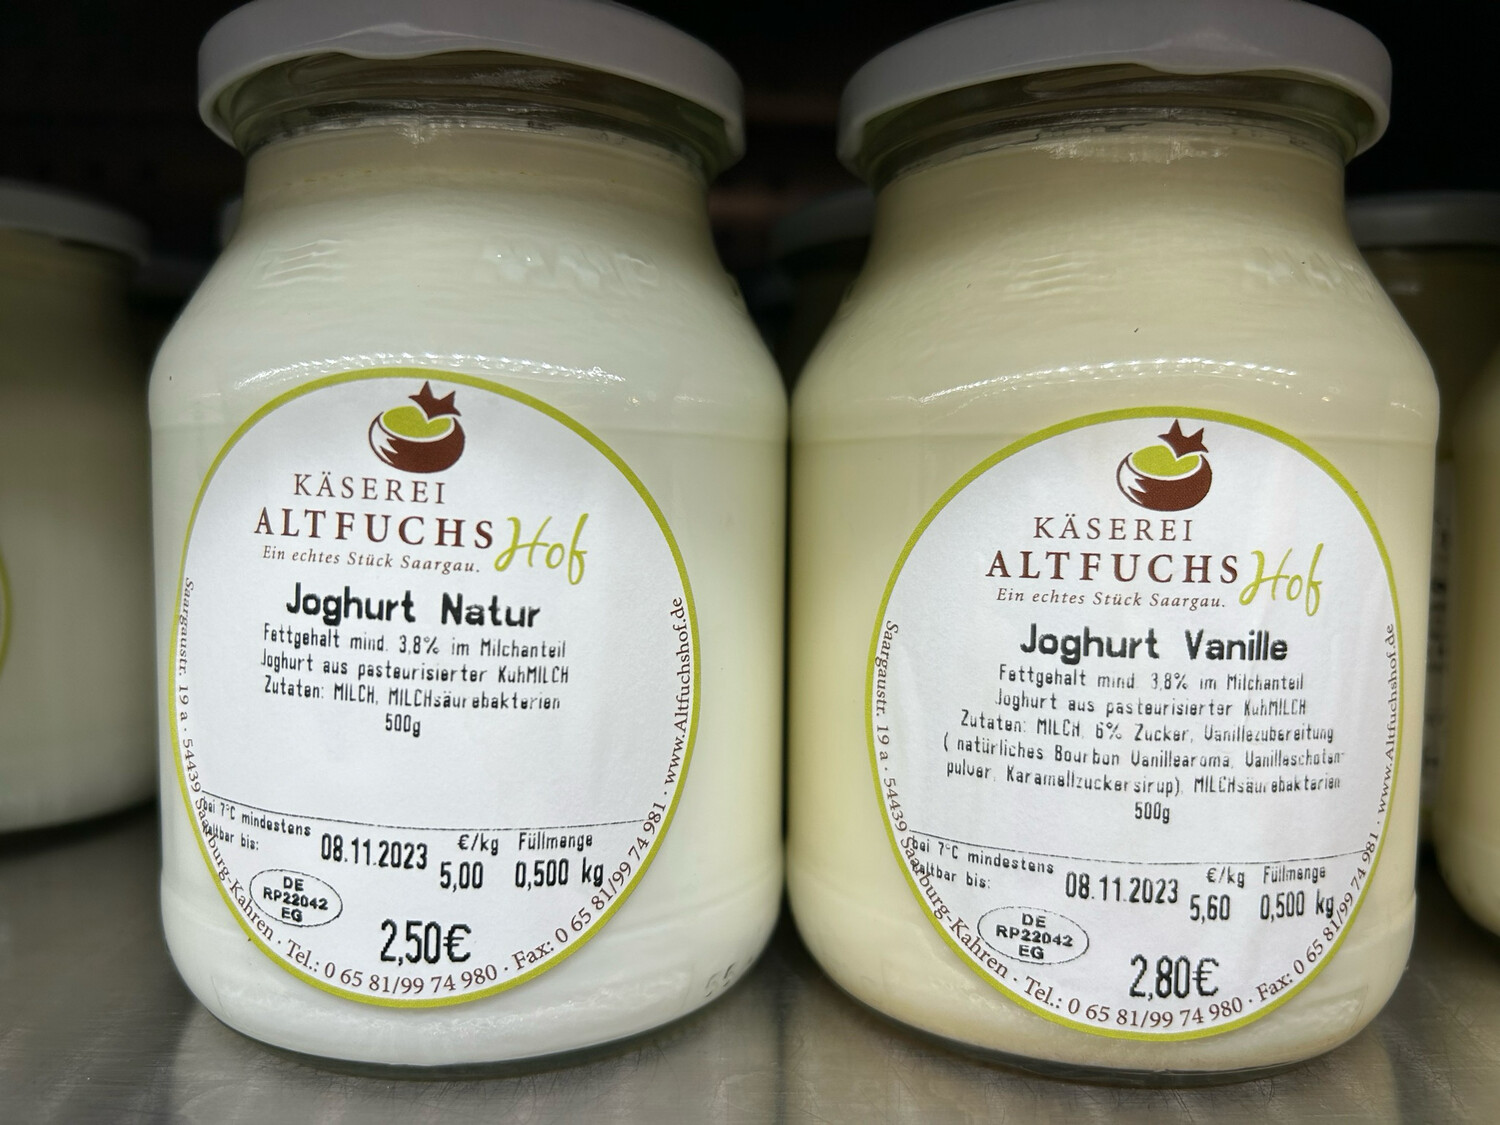 KÄSEREI
ALTFUCHS Hof
Ein echtes Stück Saargau.
Joghurt Natur
Fettgehalt mind. 3,8% im Milchanteil
Joghurt aus pasteurisierter KuhMILCH
Zutaten: MILCH, MILCHsäurebakterien
500g
bei 7°C mindestens
haltbar bis:
08.11.2023
€/kg
5,00
Füllmenge
0,500 kg
DE
RP22042
EG
2,50€
Saargaustr. 19 a · 54439 Saarburg-Kahren · Tel.: 0 65 81/99 74 980 · Fax: 0 65 81/99 74 981 · www.Altfuchshof.de
KÄSEREI
ALTFUCHS Hof
Ein echtes Stück Saargau.
Joghurt Vanille
Fettgehalt mind. 3,8% im Milchanteil
Joghurt aus pasteurisierter KuhMILCH
Zutaten: MILCH, 6% Zucker, Vanillezubereitung
( natürliches Bourbon Vanillearoma, Vanilleschoten-
pulver, Karamellzuckersirup), MILCHsäurebakterien
500g
bei 7°C mindestens
haltbar bis:
08.11.2023
€/kg
5,60
Füllmenge
0,500 kg
DE
RP22042
EG
2,80€
Saargaustr. 19 a · 54439 Saarburg-Kahren · Tel.: 0 65 81/99 74 980 · Fax: 0 65 81/99 74 981 · www.Altfuchshof.de